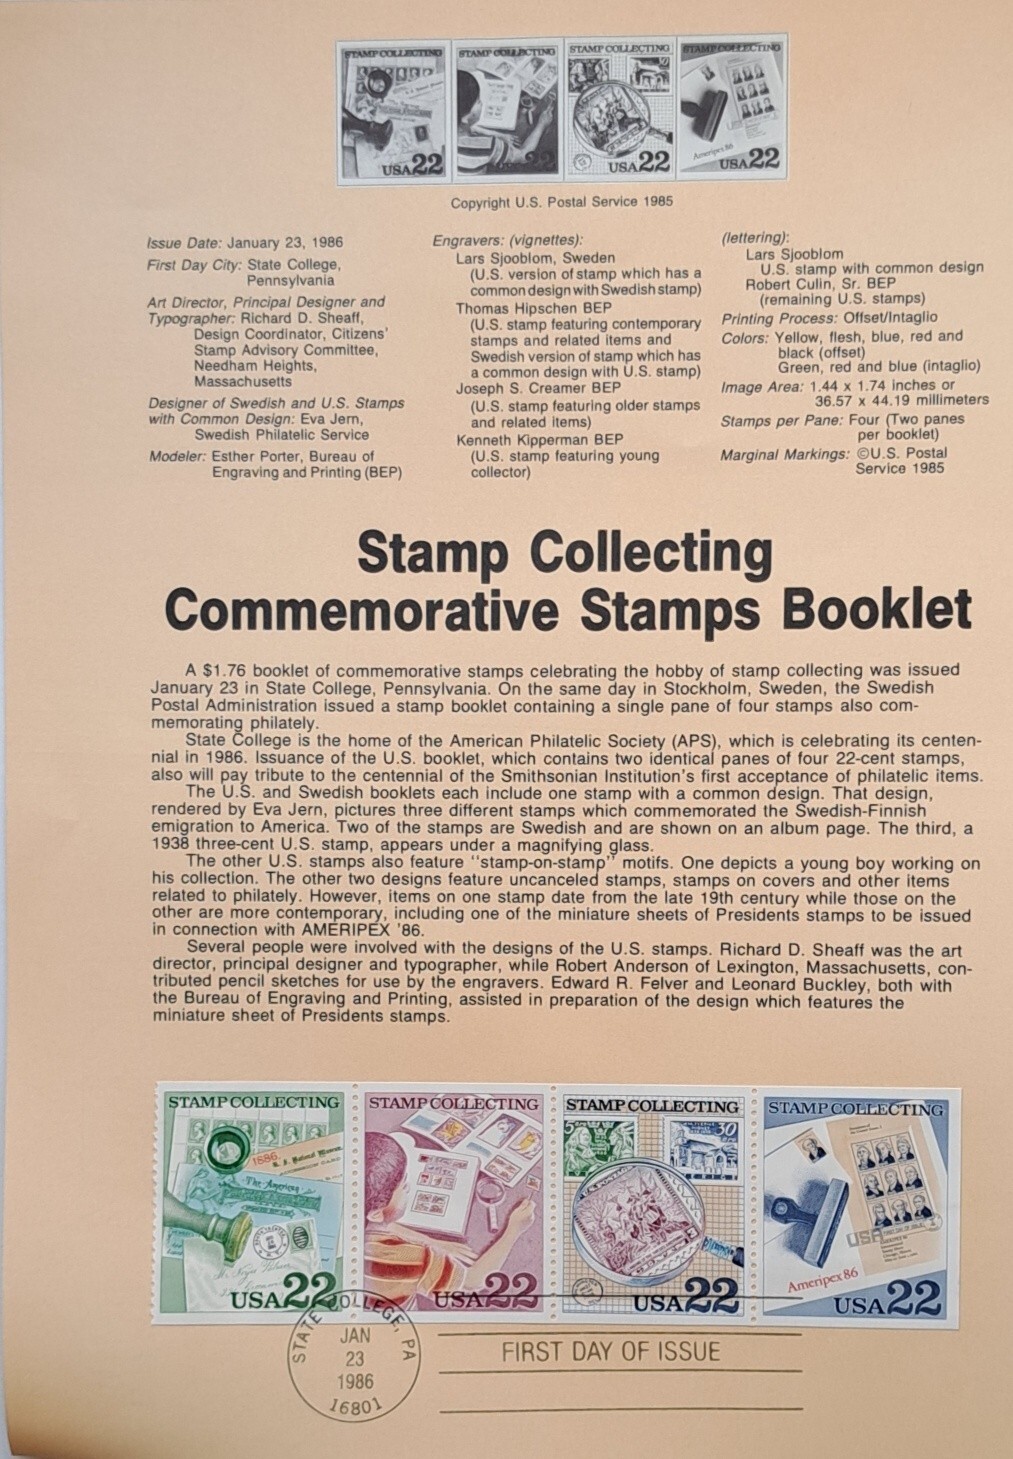 STAMP COLLECTING STAMP COLLECTING STAMP COLLECTING STAMP COLLECTING
Ameripex 86
USA 22 USA 22 USA 22 USA 22
Copyright U.S. Postal Service 1985
Issue Date: January 23, 1986
First Day City: State College,
Pennsylvania
Art Director, Principal Designer and
Typographer: Richard D. Sheaff,
Design Coordinator, Citizens'
Stamp Advisory Committee,
Needham Heights,
Massachusetts
Designer of Swedish and U.S. Stamps
with Common Design: Eva Jern,
Swedish Philatelic Service
Modeler: Esther Porter, Bureau of
Engraving and Printing (BEP)
Engravers: (vignettes):
Lars Sjooblom, Sweden
(U.S. version of stamp which has a
common design with Swedish stamp)
Thomas Hipschen BEP
(U.S. stamp featuring contemporary
stamps and related items and
Swedish version of stamp which has
a common design with U.S. stamp)
Joseph S. Creamer BEP
(U.S. stamp featuring older stamps
and related items)
Kenneth Kipperman BEP
(U.S. stamp featuring young
collector)
(lettering):
Lars Sjooblom
U.S. stamp with common design
Robert Culin, Sr. BEP
(remaining U.S. stamps)
Printing Process: Offset/Intaglio
Colors: Yellow, flesh, blue, red and
black (offset)
Green, red and blue (intaglio)
Image Area: 1.44 x 1.74 inches or
36.57 x 44.19 millimeters
Stamps per Pane: Four (Two panes
per booklet)
Marginal Markings: ©U.S. Postal
Service 1985
Stamp Collecting
Commemorative Stamps Booklet
A $1.76 booklet of commemorative stamps celebrating the hobby of stamp collecting was issued
January 23 in State College, Pennsylvania. On the same day in Stockholm, Sweden, the Swedish
Postal Administration issued a stamp booklet containing a single pane of four stamps also com-
memorating philately.
State College is the home of the American Philatelic Society (APS), which is celebrating its centen-
nial in 1986. Issuance of the U.S. booklet, which contains two identical panes of four 22-cent stamps,
also will pay tribute to the centennial of the Smithsonian Institution's first acceptance of philatelic items.
The U.S. and Swedish booklets each include one stamp with a common design. That design,
rendered by Eva Jern, pictures three different stamps which commemorated the Swedish-Finnish
emigration to America. Two of the stamps are Swedish and are shown on an album page. The third, a
1938 three-cent U.S. stamp, appears under a magnifying glass.
The other U.S. stamps also feature "stamp-on-stamp" motifs. One depicts a young boy working on
his collection. The other two designs feature uncanceled stamps, stamps on covers and other items
related to philately. However, items on one stamp date from the late 19th century while those on the
other are more contemporary, including one of the miniature sheets of Presidents stamps to be issued
in connection with AMERIPEX '86.
Several people were involved with the designs of the U.S. stamps. Richard D. Sheaff was the art
director, principal designer and typographer, while Robert Anderson of Lexington, Massachusetts, con-
tributed pencil sketches for use by the engravers. Edward R. Felver and Leonard Buckley, both with
the Bureau of Engraving and Printing, assisted in preparation of the design which features the
miniature sheet of Presidents stamps.
STAMP COLLECTING STAMP COLLECTING STAMP COLLECTING STAMP COLLECTING
1886
The American
30
USA
Ameripex 86
USA 22 USA 22 USA 22 USA 22
STATE COLLEGE, PA
JAN
23
1986
16801
FIRST DAY OF ISSUE